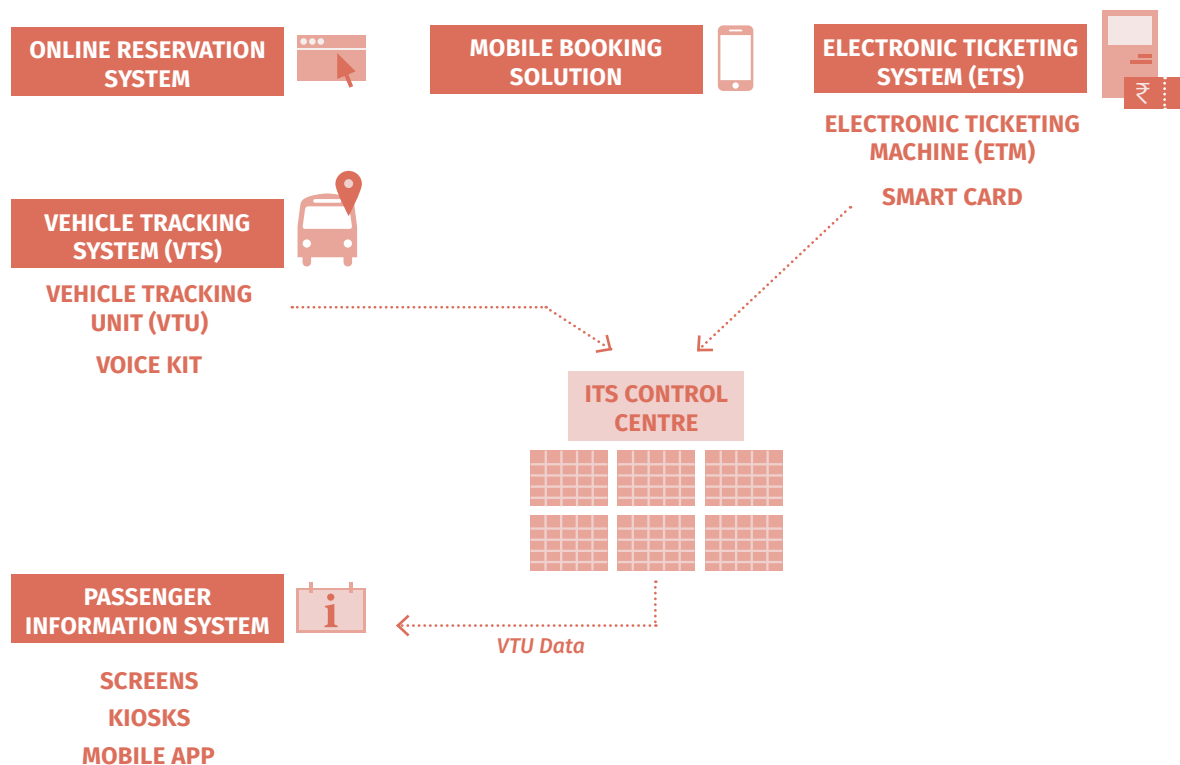 ONLINE RESERVATION
SYSTEM
MOBILE BOOKING
SOLUTION
ELECTRONIC TICKETING
SYSTEM (ETS)
₹
ELECTRONIC TICKETING
MACHINE (ETM)
SMART CARD
VEHICLE TRACKING
SYSTEM (VTS)
VEHICLE TRACKING
UNIT (VTU)
VOICE KIT
ITS CONTROL
CENTRE
PASSENGER
INFORMATION SYSTEM
i
VTU Data
SCREENS
KIOSKS
MOBILE APP